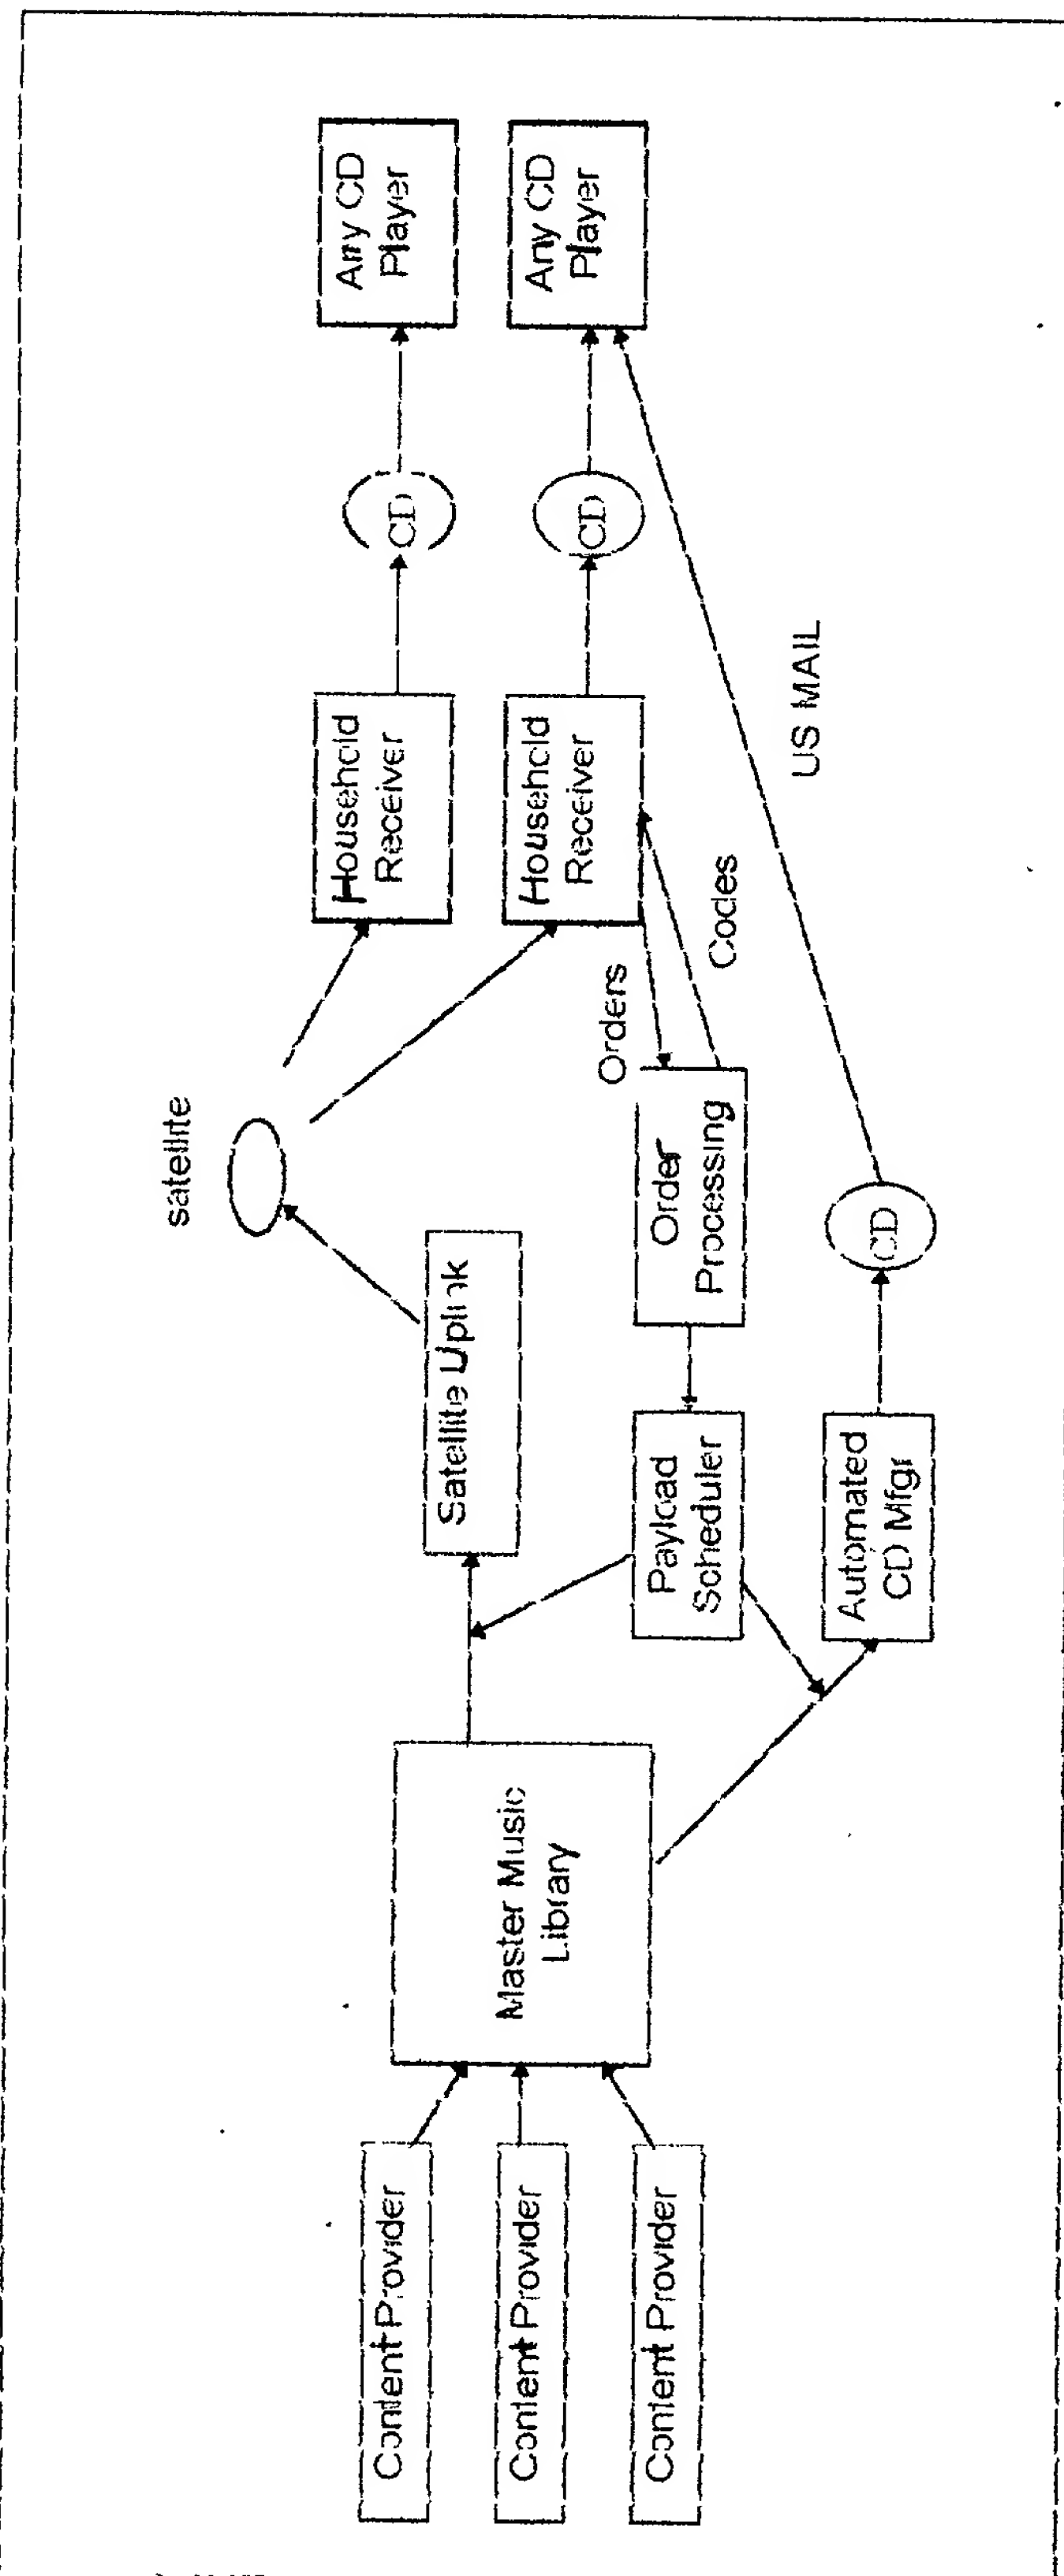 Content Provider
Content Provider
Content Provider
Master Music
Library
Satellite Uplink
satellite
Payload
Scheduler
Order
Processing
Orders
Codes
Automated
CD Mfgr
CD
US MAIL
Household
Receiver
Household
Receiver
CD
CD
Any CD
Player
Any CD
Player